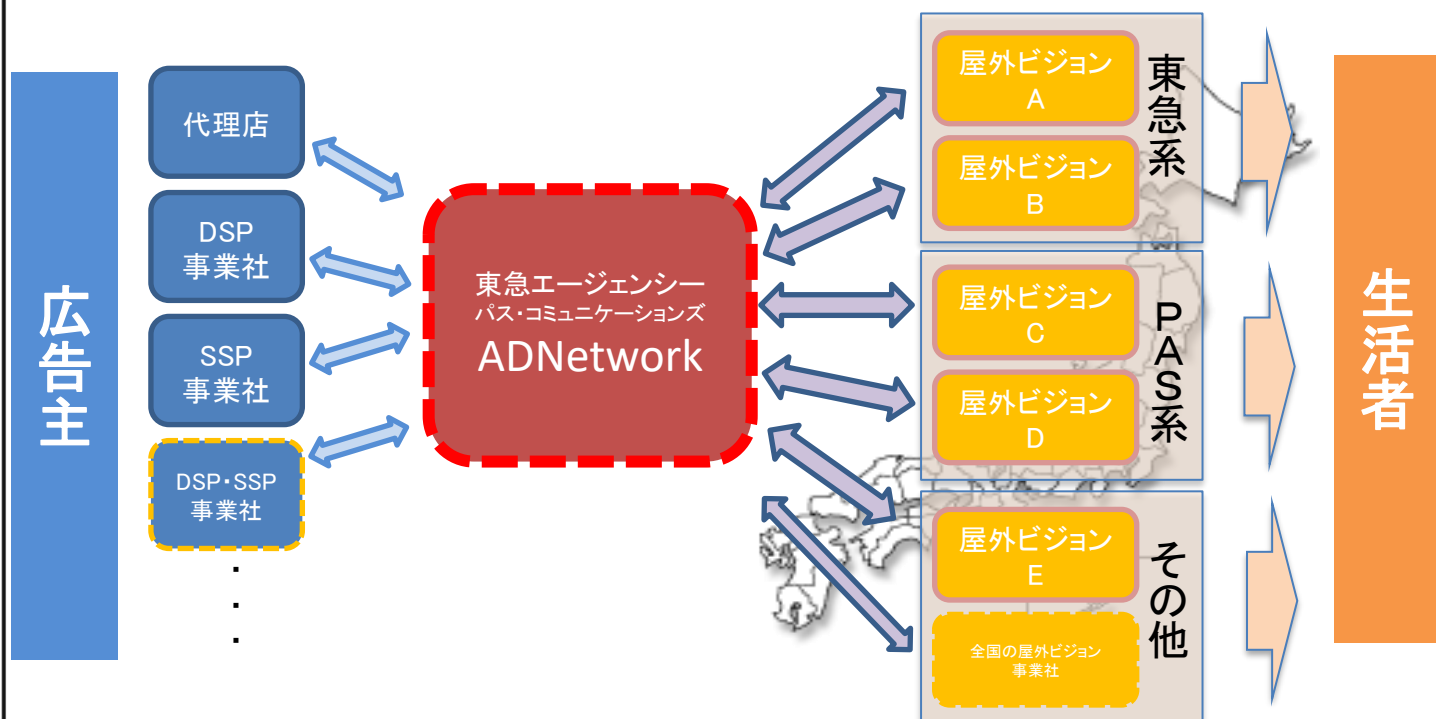 広告主
代理店
DSP
事業社
SSP
事業社
DSP・SSP
事業社
・
・
・
東急エージェンシー
パス・コミュニケーションズ
ADNetwork
屋外ビジョン
A
屋外ビジョン
B
東急系
屋外ビジョン
C
屋外ビジョン
D
PAS系
屋外ビジョン
E
全国の屋外ビジョン
事業社
その他
生活者